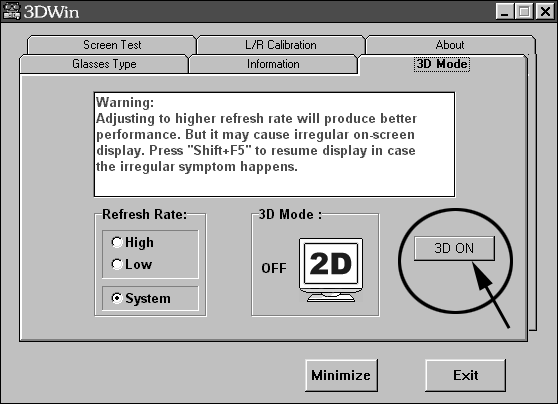 3DWin
Screen Test
L/R Calibration
About
Glasses Type
Information
3D Mode
Warning:
Adjusting to higher refresh rate will produce better
performance. But it may cause irregular on-screen
display. Press "Shift+F5" to resume display in case
the irregular symptom happens.
Refresh Rate:
High
Low
System
3D Mode :
OFF
2D
3D ON
Minimize
Exit